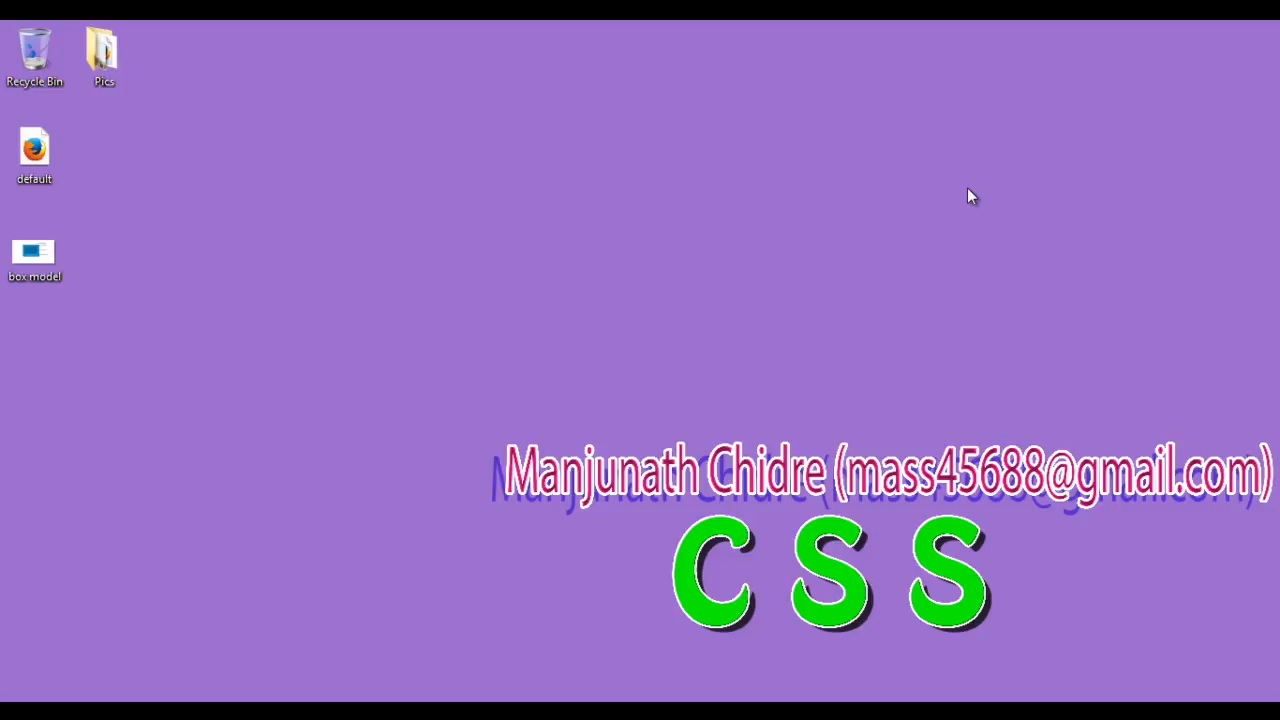 Recycle Bin
Pics
default
box model
Manjunath Chidre (mass45688@gmail.com)
C S S